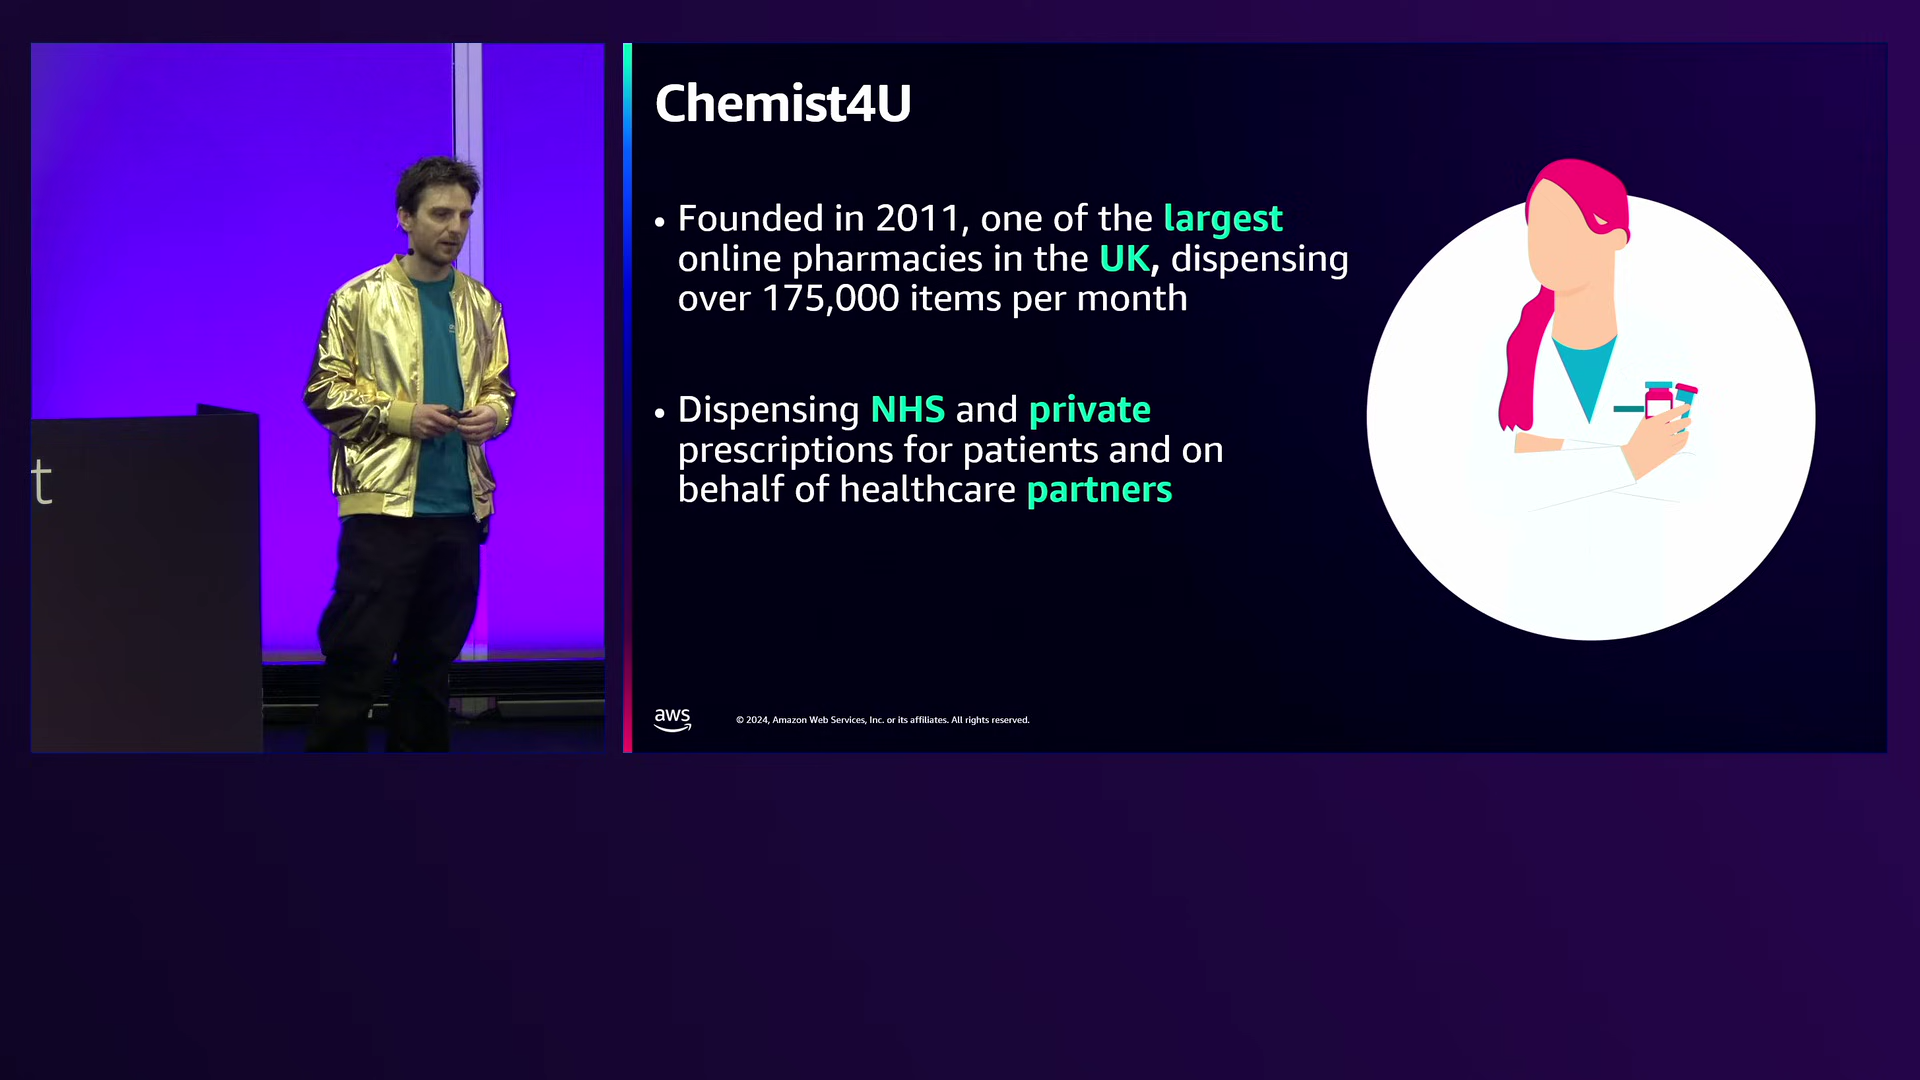 t
Chemist4U
• Founded in 2011, one of the largest
online pharmacies in the UK, dispensing
over 175,000 items per month
• Dispensing NHS and private
prescriptions for patients and on
behalf of healthcare partners
aws
© 2024, Amazon Web Services, Inc. or its affiliates. All rights reserved.